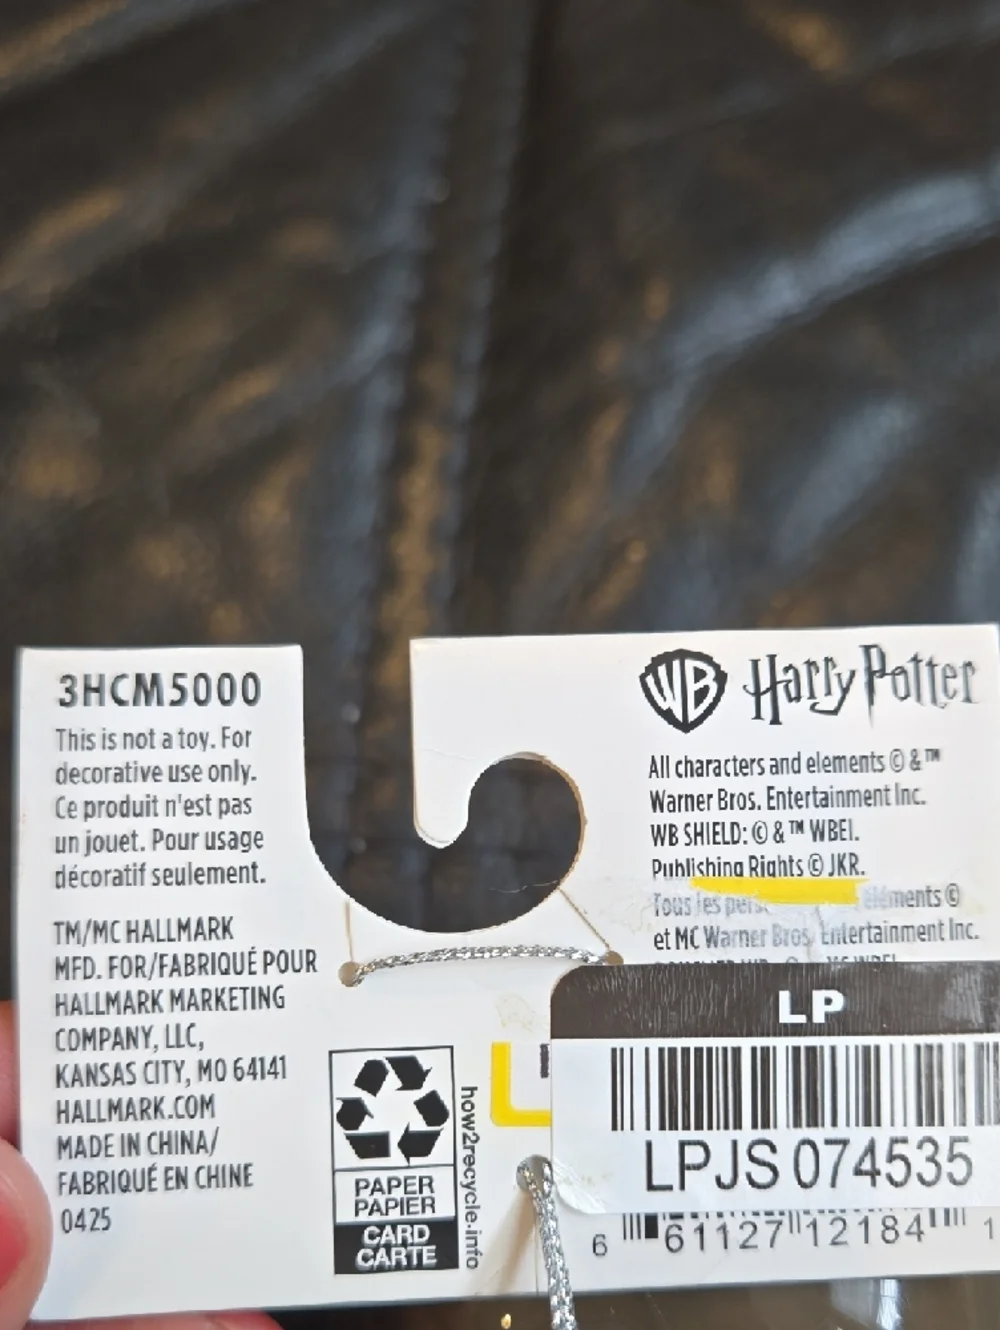 3HCM5000
This is not a toy. For
decorative use only.
Ce produit n'est pas
un jouet. Pour usage
décoratif seulement.
TM/MC HALLMARK
MFD. FOR/FABRIQUÉ POUR
HALLMARK MARKETING
COMPANY, LLC,
KANSAS CITY, MO 64141
HALLMARK.COM
MADE IN CHINA/
FABRIQUÉ EN CHINE
0425
PAPER
PAPIER
CARD
CARTE
how2recycle.info
WB Harry Potter
All characters and elements © & ™
Warner Bros. Entertainment Inc.
WB SHIELD: © & ™ WBEI.
Publishing Rights © JKR.
Tous les éléments ©
et MC Warner Bros. Entertainment Inc.
LP
LPJS 074535
6 61127 12184 1